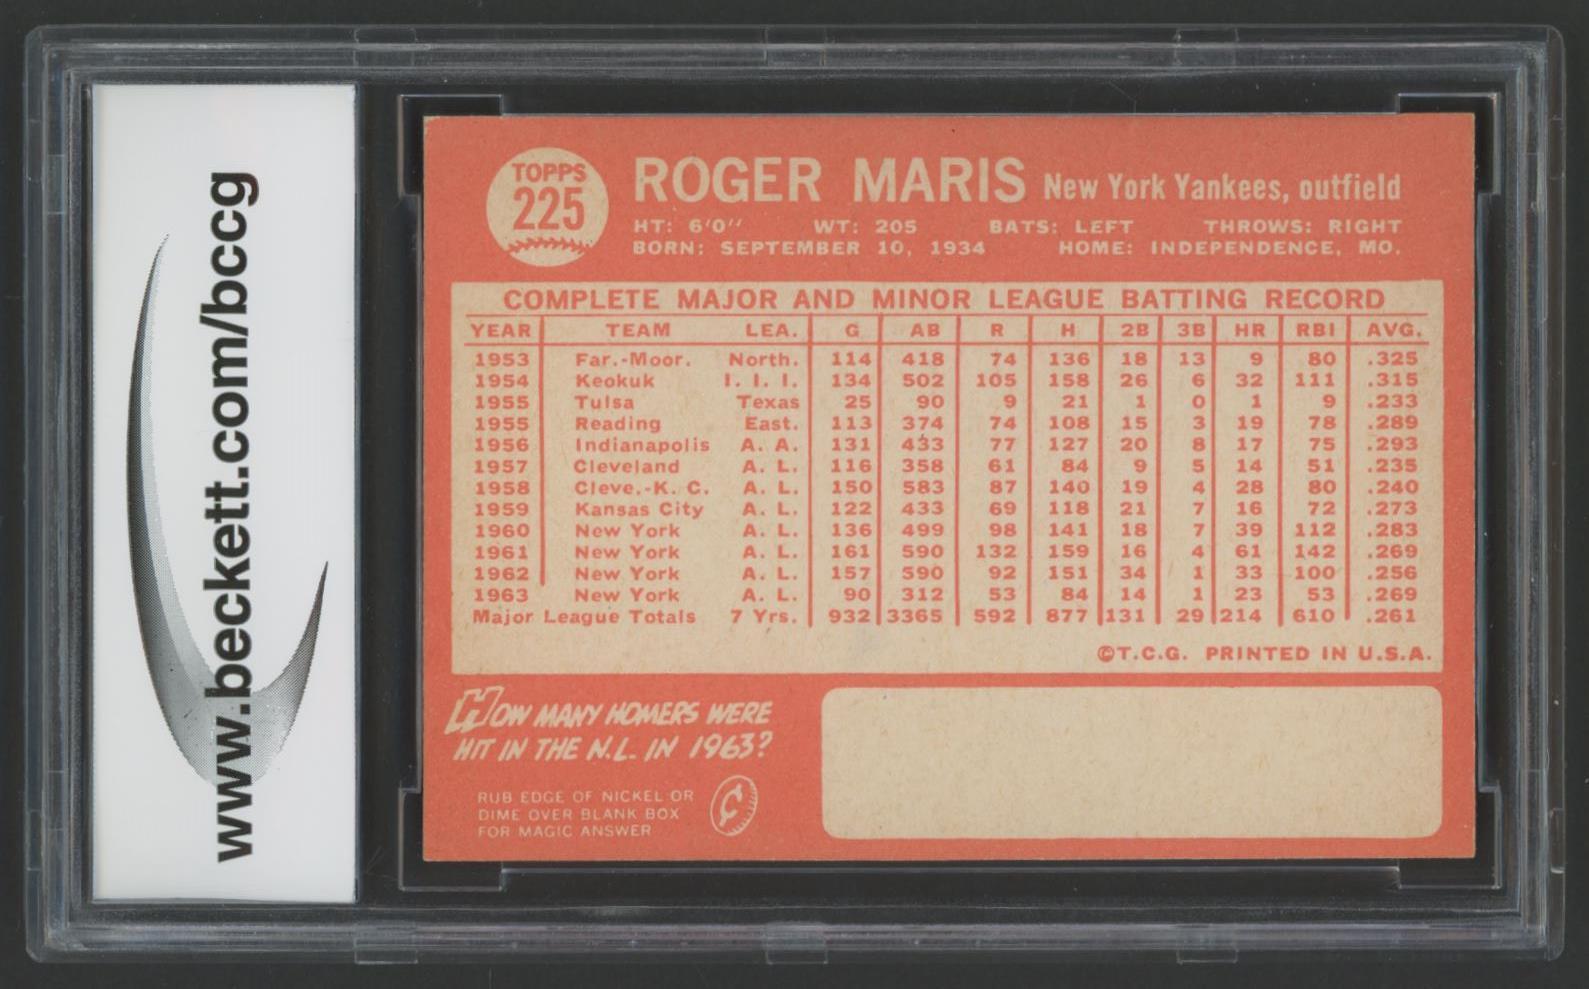 www.beckett.com/bccg
TOPPS
225
ROGER MARIS New York Yankees, outfield
HT: 6'0" WT: 205 BATS: LEFT THROWS: RIGHT
BORN: SEPTEMBER 10, 1934 HOME: INDEPENDENCE, MO.
COMPLETE MAJOR AND MINOR LEAGUE BATTING RECORD
YEAR TEAM LEA. G AB R H 2B 3B HR RBI AVG.
1953 Far.-Moor. North. 114 418 74 136 18 13 9 80 .325
1954 Keokuk I. I. I. 134 502 105 158 26 6 32 111 .315
1955 Tulsa Texas 25 90 9 21 1 0 1 9 .233
1955 Reading East. 113 374 74 108 15 3 19 78 .289
1956 Indianapolis A. A. 131 433 77 127 20 8 17 75 .293
1957 Cleveland A. L. 116 358 61 84 9 5 14 51 .235
1958 Cleve.-K. C. A. L. 150 583 87 140 19 4 28 80 .240
1959 Kansas City A. L. 122 433 69 118 21 7 16 72 .273
1960 New York A. L. 136 499 98 141 18 7 39 112 .283
1961 New York A. L. 161 590 132 159 16 4 61 142 .269
1962 New York A. L. 157 590 92 151 34 1 33 100 .256
1963 New York A. L. 90 312 53 84 14 1 23 53 .269
Major League Totals 7 Yrs. 932 3365 592 877 131 29 214 610 .261
©T.C.G. PRINTED IN U.S.A.
HOW MANY HOMERS WERE
HIT IN THE N.L. IN 1963?
RUB EDGE OF NICKEL OR
DIME OVER BLANK BOX
FOR MAGIC ANSWER
¢